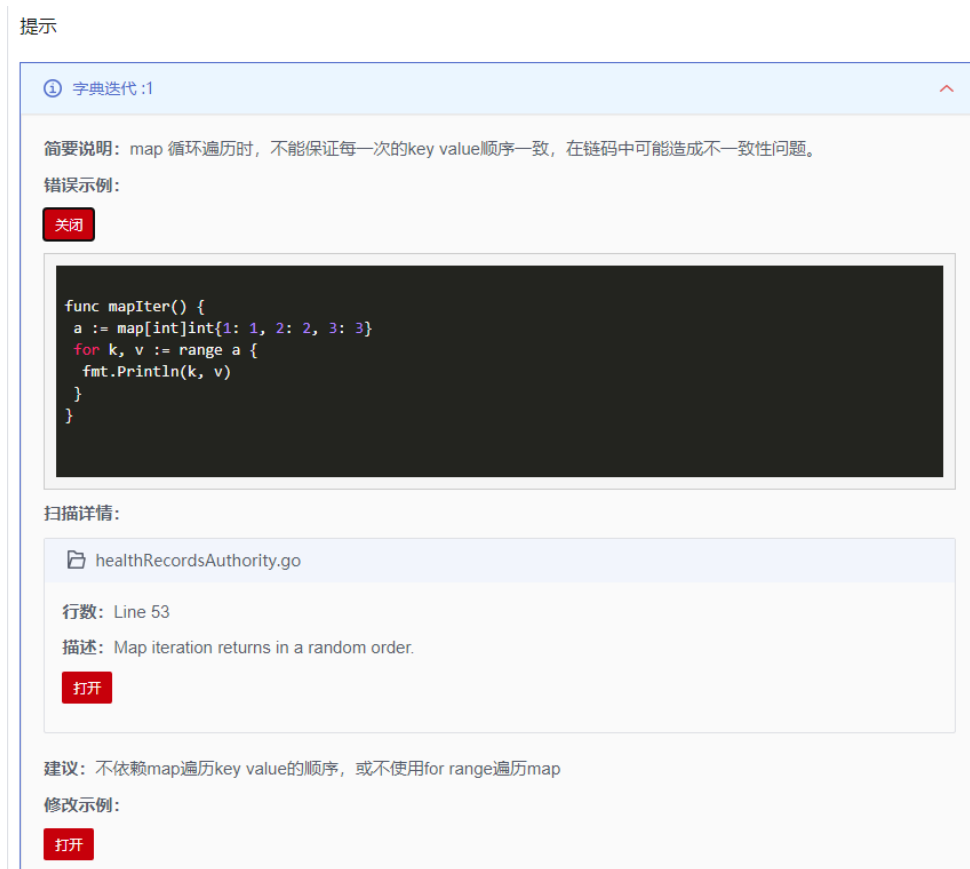 提示
字典迭代 :1
简要说明：map 循环遍历时，不能保证每一次的key value顺序一致，在链码中可能造成不一致性问题。
错误示例：
关闭
func mapIter() {
a := map[int]int{1: 1, 2: 2, 3: 3}
for k, v := range a {
fmt.Println(k, v)
}
}
扫描详情：
healthRecordsAuthority.go
行数：Line 53
描述：Map iteration returns in a random order.
打开
建议：不依赖map遍历key value的顺序，或不使用for range遍历map
修改示例：
打开